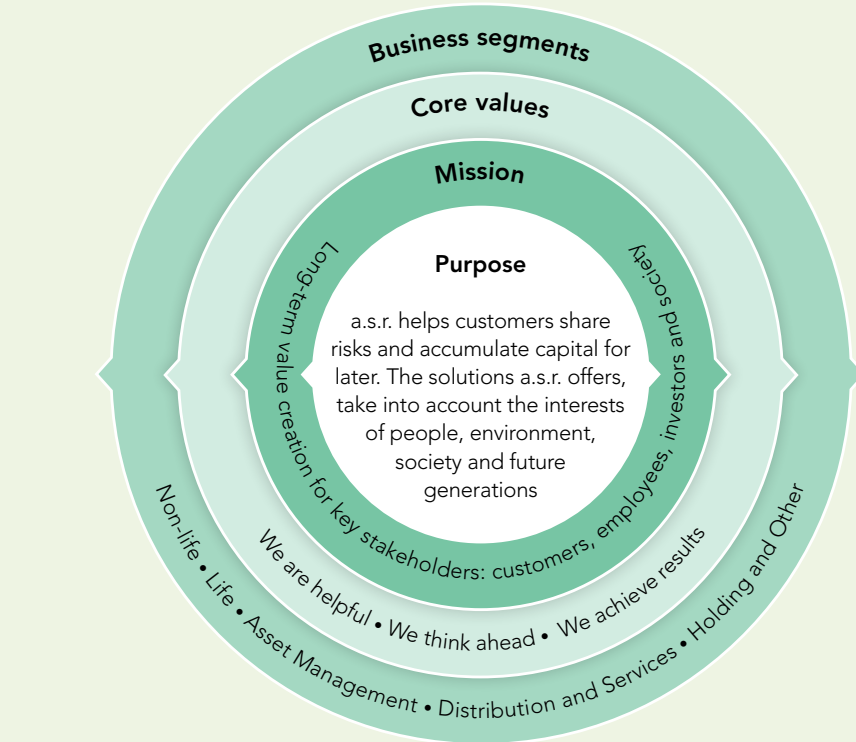 Business segments
Core values
Mission
Purpose
a.s.r. helps customers share
risks and accumulate capital for
later. The solutions a.s.r. offers,
take into account the interests
of people, environment,
society and future
generations
Long-term value creation for key stakeholders: customers, employees, investors and society
We are helpful • We think ahead • We achieve results
Non-life • Life • Asset Management • Distribution and Services • Holding and Other